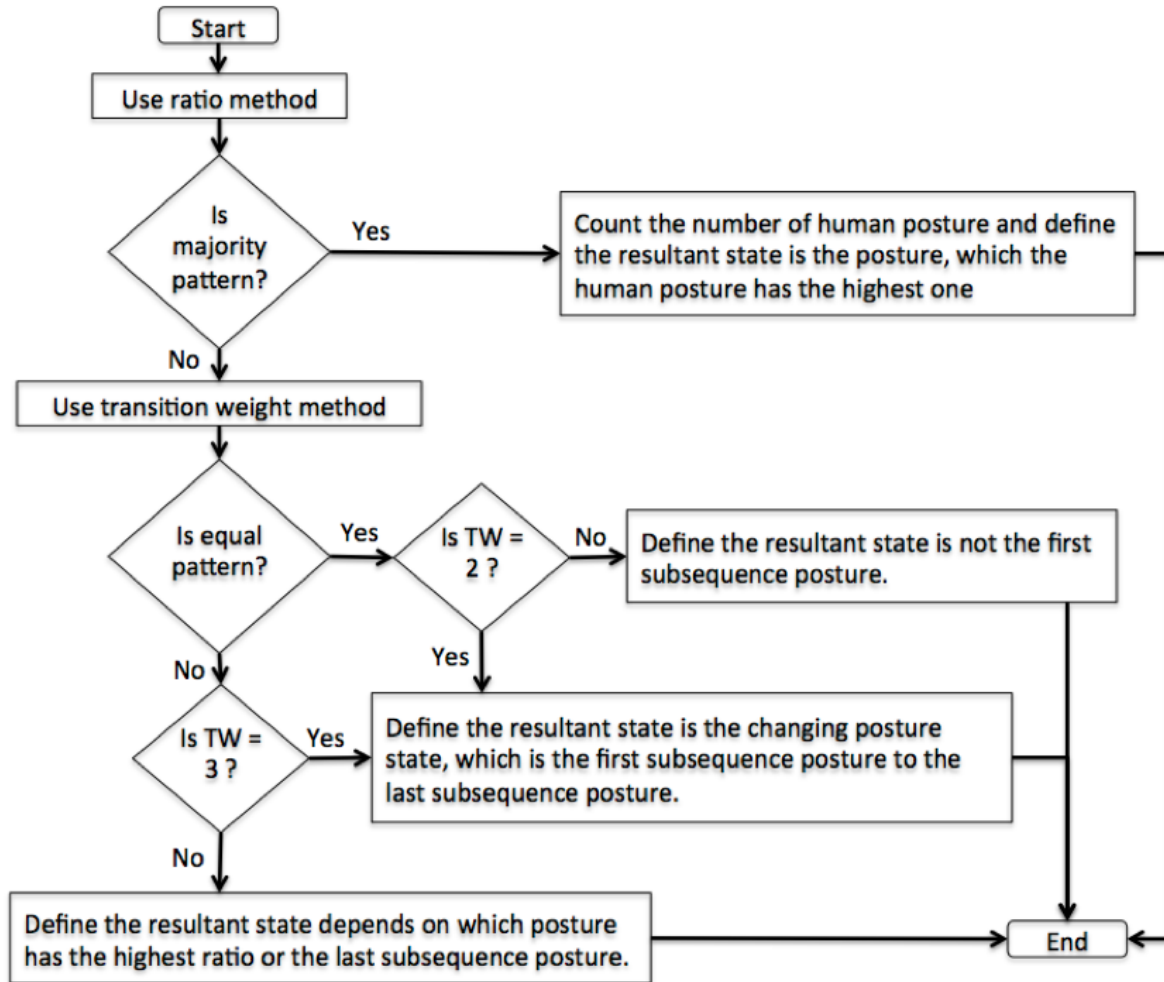 Start
Use ratio method
Is
majority
pattern?
Yes
Count the number of human posture and define
the resultant state is the posture, which the
human posture has the highest one
No
Use transition weight method
Is equal
pattern?
Yes
Is TW =
2 ?
No
Define the resultant state is not the first
subsequence posture.
Yes
No
Is TW =
3 ?
Yes
Define the resultant state is the changing posture
state, which is the first subsequence posture to the
last subsequence posture.
No
Define the resultant state depends on which posture
has the highest ratio or the last subsequence posture.
End